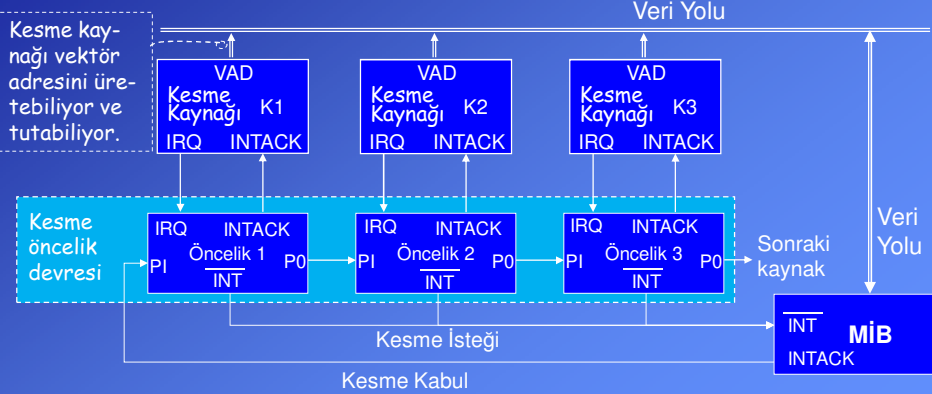 Veri Yolu
Kesme kay-
nağı vektör
adresini üre-
tebiliyor ve
tutabiliyor.
VAD
Kesme
Kaynağı K1
IRQ INTACK
VAD
Kesme
Kaynağı K2
IRQ INTACK
VAD
Kesme
Kaynağı K3
IRQ INTACK
Kesme
öncelik
devresi
IRQ INTACK
Öncelik 1
PI P0
INT
IRQ INTACK
Öncelik 2
PI P0
INT
IRQ INTACK
Öncelik 3
PI P0
INT
Sonraki
kaynak
Veri
Yolu
INT
MİB
INTACK
Kesme İsteği
Kesme Kabul